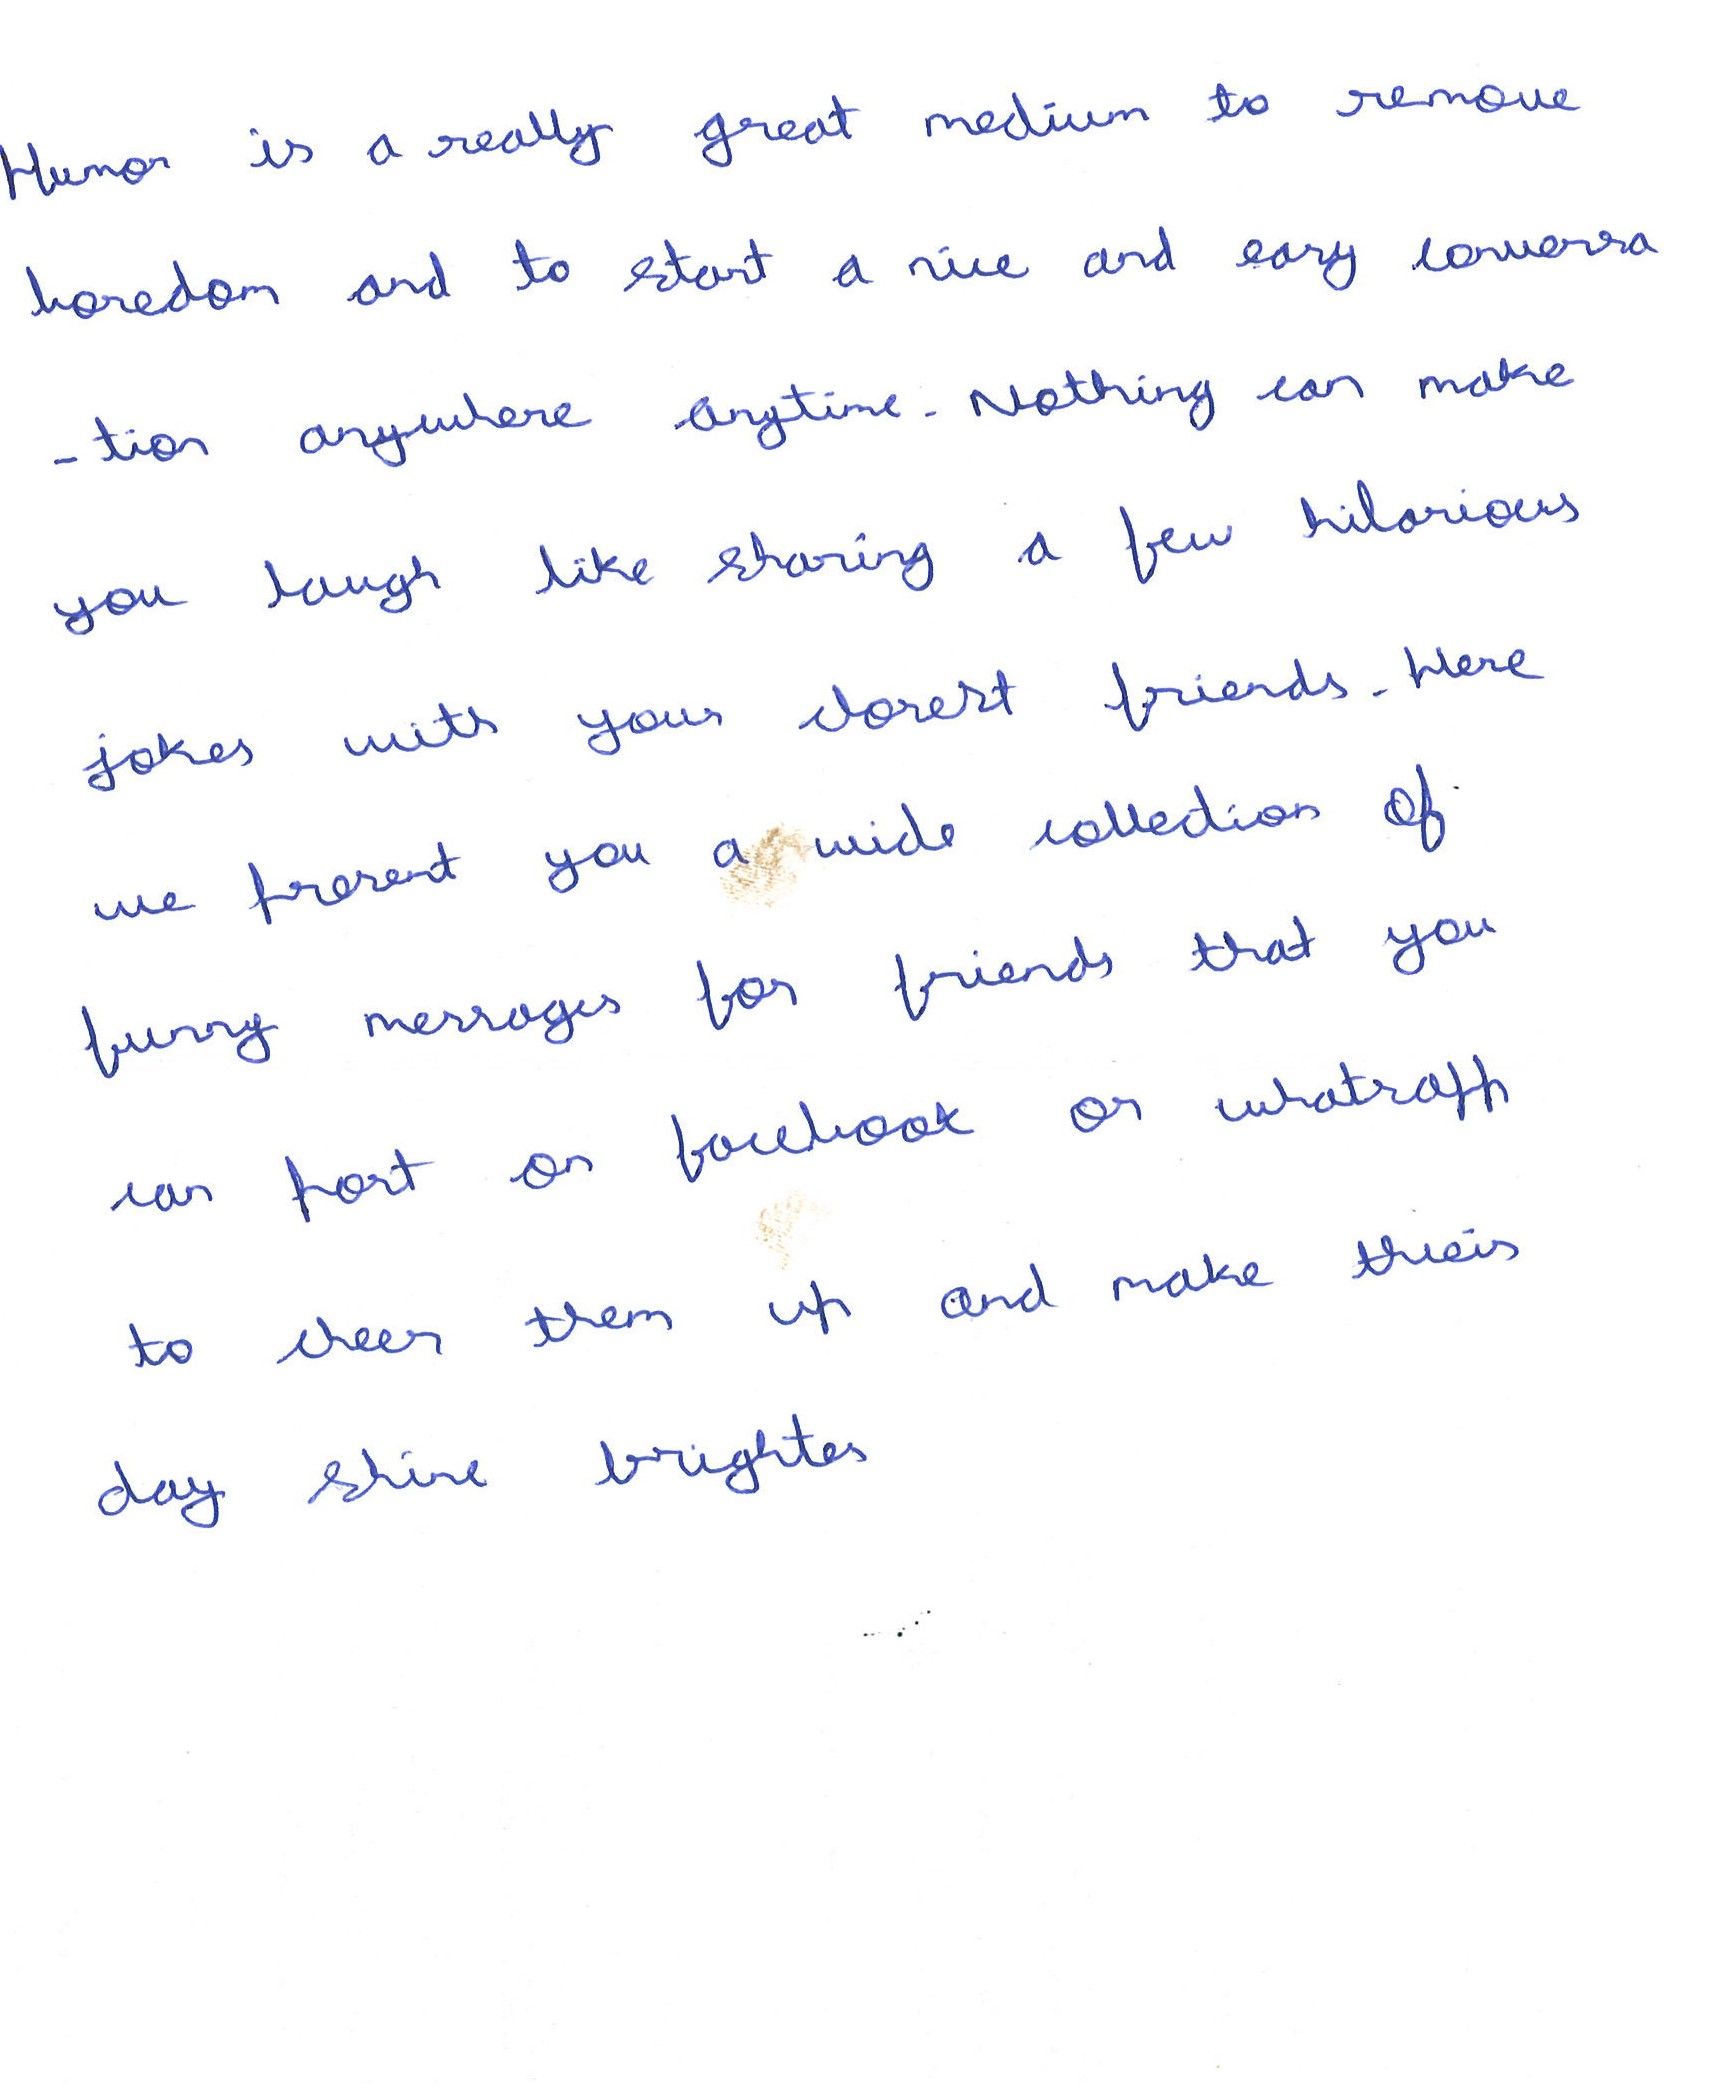 Humor is a really great medium to remove
boredom and to start a nice and easy conversa
-tion anywhere anytime. Nothing can make
you laugh like sharing a few hilarious
jokes with your closest friends. Here
we present you a wide collection of
funny messages for friends that you
can post on facebook or whatsapp
to cheer them up and make their
day shine brighter